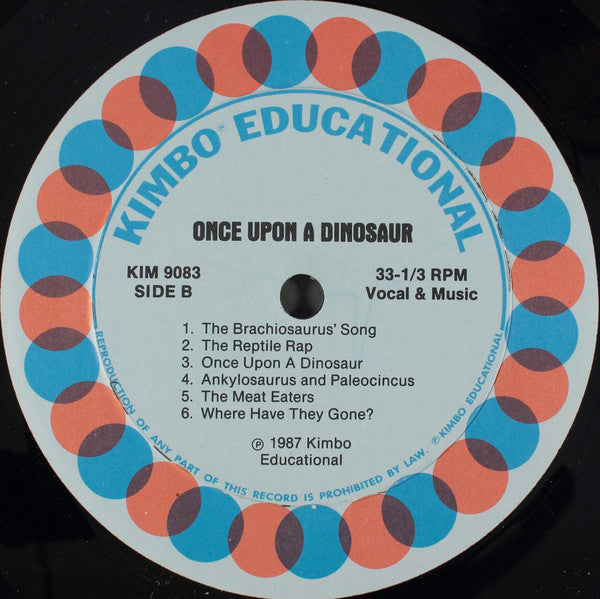 KIMBO® EDUCATIONAL
ONCE UPON A DINOSAUR
KIM 9083
SIDE B
33-1/3 RPM
Vocal & Music
1. The Brachiosaurus' Song
2. The Reptile Rap
3. Once Upon A Dinosaur
4. Ankylosaurus and Paleocincus
5. The Meat Eaters
6. Where Have They Gone?
℗ 1987 Kimbo
Educational
REPRODUCTION OF ANY PART OF THIS RECORD IS PROHIBITED BY LAW. ℗ KIMBO EDUCATIONAL